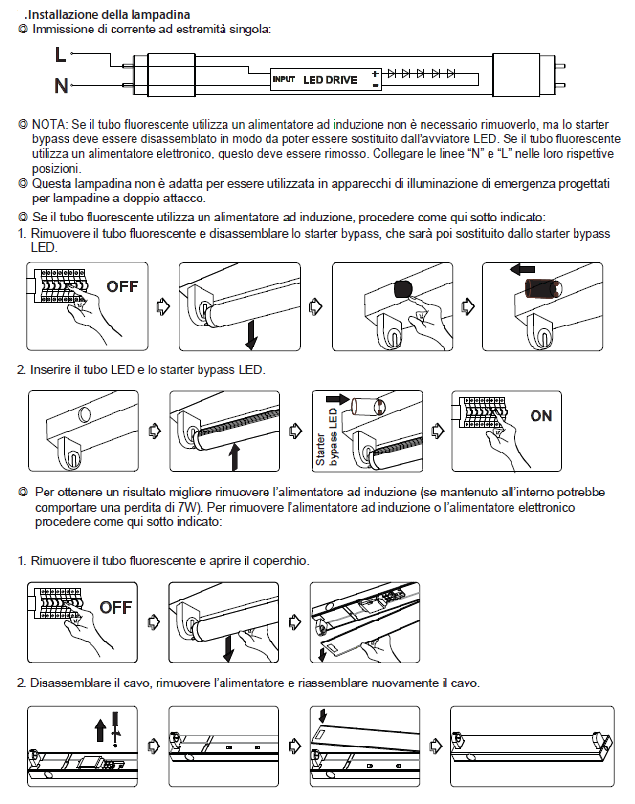 .Installazione della lampadina
◎ Immissione di corrente ad estremità singola:
L
N
INPUT LED DRIVE + -
◎ NOTA: Se il tubo fluorescente utilizza un alimentatore ad induzione non è necessario rimuoverlo, ma lo starter
bypass deve essere disassemblato in modo da poter essere sostituito dall'avviatore LED. Se il tubo fluorescente
utilizza un alimentatore elettronico, questo deve essere rimosso. Collegare le linee “N” e “L” nelle loro rispettive
posizioni.
◎ Questa lampadina non è adatta per essere utilizzata in apparecchi di illuminazione di emergenza progettati
per lampadine a doppio attacco.
◎ Se il tubo fluorescente utilizza un alimentatore ad induzione, procedere come qui sotto indicato:
1. Rimuovere il tubo fluorescente e disassemblare lo starter bypass, che sarà poi sostituito dallo starter bypass
LED.
OFF
2. Inserire il tubo LED e lo starter bypass LED.
Starter
bypass LED
ON
◎ Per ottenere un risultato migliore rimuovere l'alimentatore ad induzione (se mantenuto all'interno potrebbe
comportare una perdita di 7W). Per rimuovere l'alimentatore ad induzione o l'alimentatore elettronico
procedere come qui sotto indicato:
1. Rimuovere il tubo fluorescente e aprire il coperchio.
OFF
2. Disassemblare il cavo, rimuovere l'alimentatore e riassemblare nuovamente il cavo.